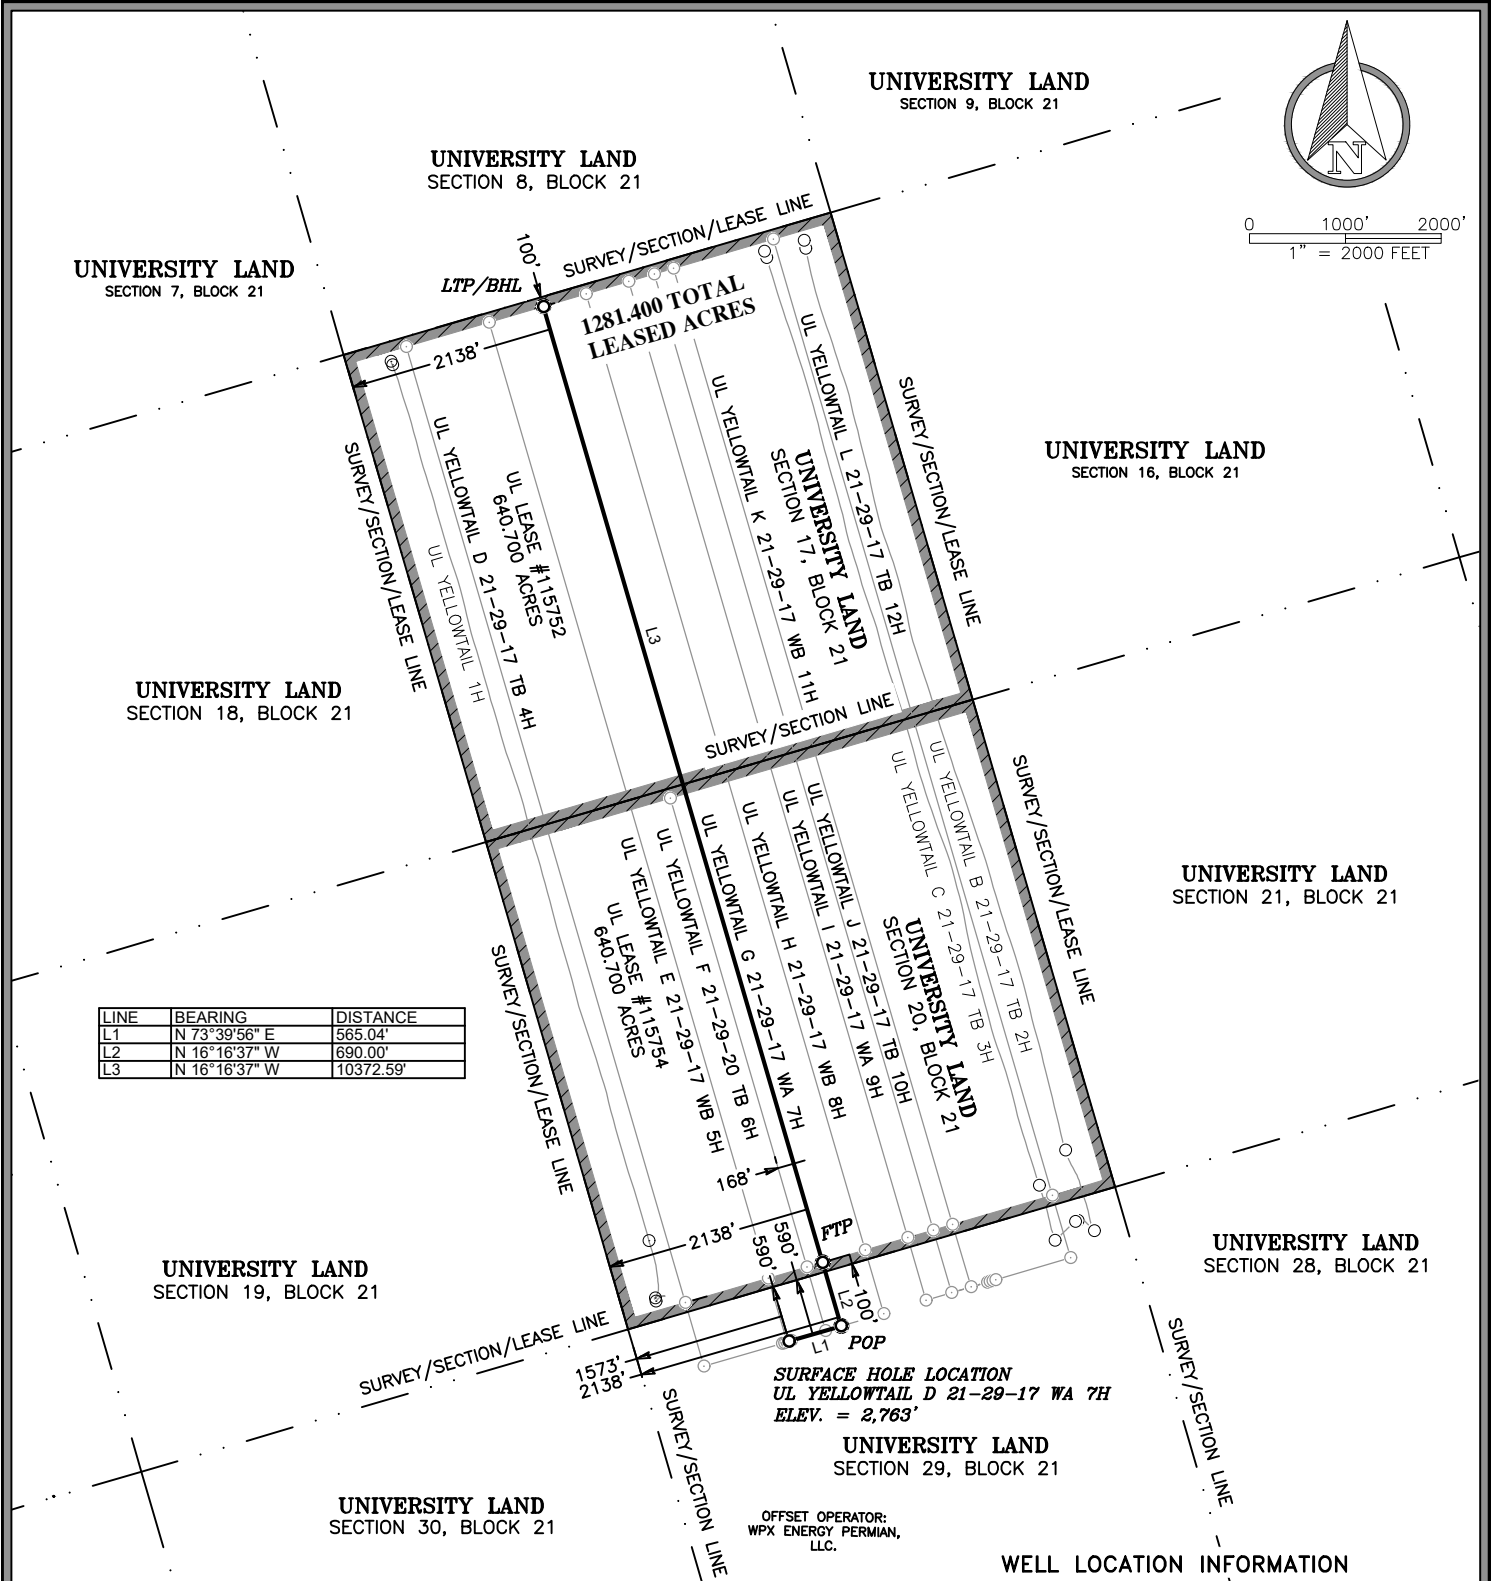 UNIVERSITY LAND
SECTION 9, BLOCK 21
N
0 1000' 2000'
1" = 2000 FEET
UNIVERSITY LAND
SECTION 8, BLOCK 21
UNIVERSITY LAND
SECTION 7, BLOCK 21
SURVEY/SECTION/LEASE LINE
100'
LTP/BHL
1281.400 TOTAL
LEASED ACRES
2138'
SURVEY/SECTION/LEASE LINE
UL YELLOWTAIL 1H
UL YELLOWTAIL D 21-29-17 TB 4H
UL LEASE #115752
640.700 ACRES
L3
UL YELLOWTAIL K 21-29-17 WB 11H
UNIVERSITY LAND
SECTION 17, BLOCK 21
UL YELLOWTAIL L 21-29-17 TB 12H
SURVEY/SECTION/LEASE LINE
UNIVERSITY LAND
SECTION 16, BLOCK 21
UNIVERSITY LAND
SECTION 18, BLOCK 21
SURVEY/SECTION LINE
SURVEY/SECTION/LEASE LINE
UL LEASE #115754
640.700 ACRES
UL YELLOWTAIL E 21-29-17 WB 5H
UL YELLOWTAIL F 21-29-20 TB 6H
UL YELLOWTAIL G 21-29-17 WA 7H
UL YELLOWTAIL H 21-29-17 WB 8H
UL YELLOWTAIL I 21-29-17 WA 9H
UL YELLOWTAIL J 21-29-17 TB 10H
UNIVERSITY LAND
SECTION 20, BLOCK 21
UL YELLOWTAIL C 21-29-17 TB 3H
UL YELLOWTAIL B 21-29-17 TB 2H
SURVEY/SECTION/LEASE LINE
UNIVERSITY LAND
SECTION 21, BLOCK 21
LINE BEARING DISTANCE
L1 N 73°39'56" E 565.04'
L2 N 16°16'37" W 690.00'
L3 N 16°16'37" W 10372.59'
168'
2138'
590'
590'
FTP
UNIVERSITY LAND
SECTION 19, BLOCK 21
UNIVERSITY LAND
SECTION 28, BLOCK 21
L2
100'
L1
POP
SURVEY/SECTION/LEASE LINE
1573'
2138'
SURFACE HOLE LOCATION
UL YELLOWTAIL D 21-29-17 WA 7H
ELEV. = 2,763'
SURVEY/SECTION LINE
SURVEY/SECTION LINE
UNIVERSITY LAND
SECTION 29, BLOCK 21
UNIVERSITY LAND
SECTION 30, BLOCK 21
OFFSET OPERATOR:
WPX ENERGY PERMIAN,
LLC.
WELL LOCATION INFORMATION